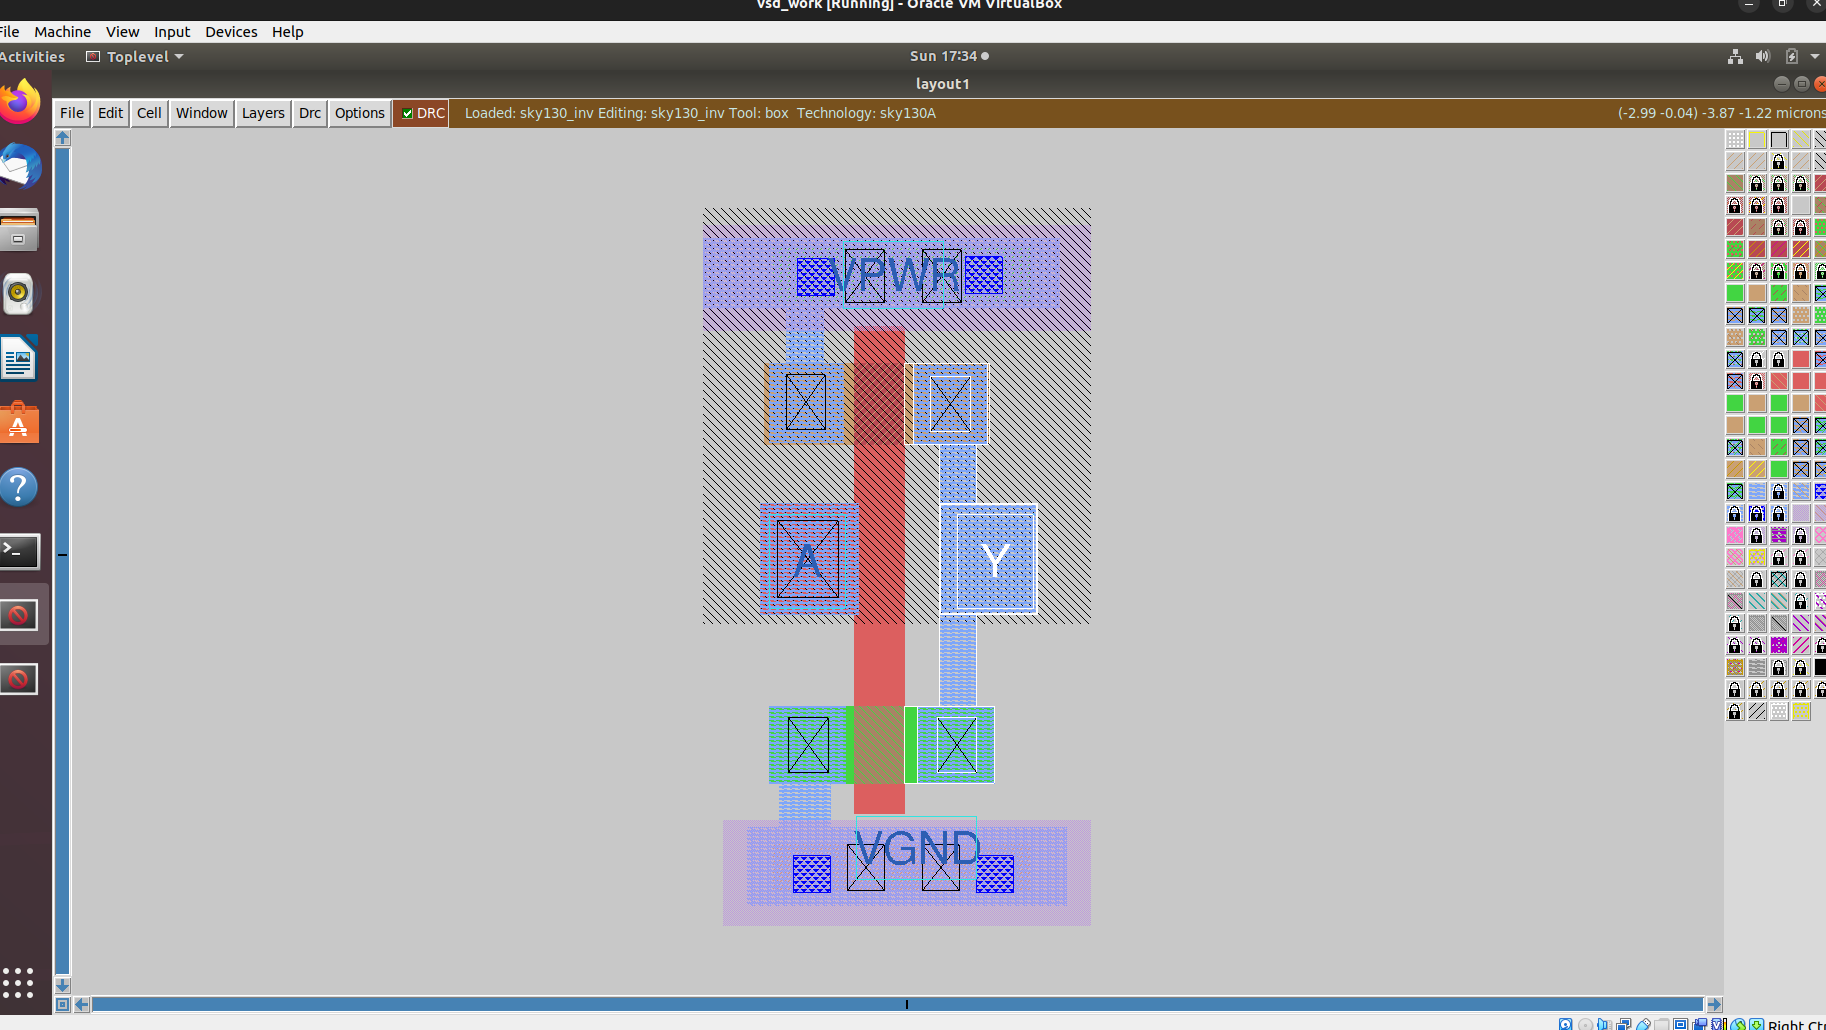 vsd_work [Running] - Oracle VM VirtualBox
File Machine View Input Devices Help
Activities Toplevel Sun 17:34
layout1
File Edit Cell Window Layers Drc Options DRC Loaded: sky130_inv Editing: sky130_inv Tool: box Technology: sky130A (-2.99 -0.04) -3.87 -1.22 microns
VPWR
A
Y
VGND
Right Ctr